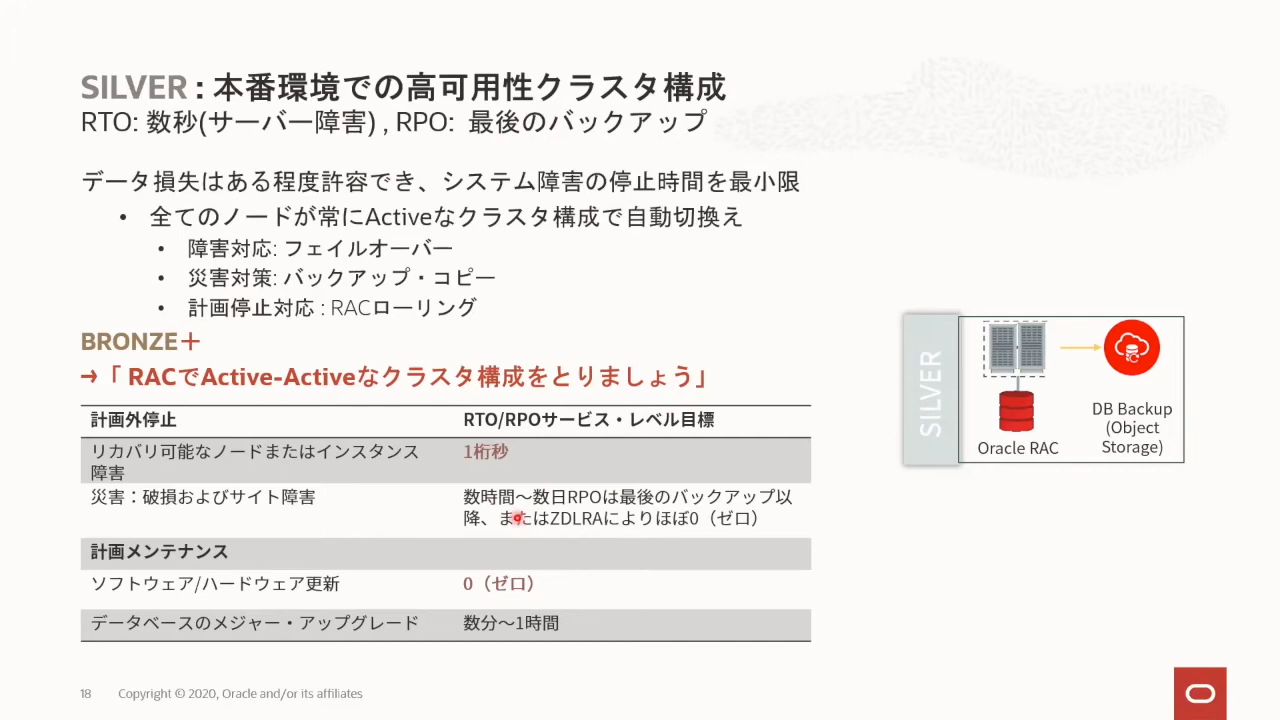 SILVER : 本番環境での高可用性クラスタ構成
RTO: 数秒(サーバー障害) , RPO: 最後のバックアップ
データ損失はある程度許容でき、システム障害の停止時間を最小限
• 全てのノードが常にActiveなクラスタ構成で自動切換え
• 障害対応: フェイルオーバー
• 災害対策: バックアップ・コピー
• 計画停止対応 : RACローリング
BRONZE+
→「 RACでActive-Activeなクラスタ構成をとりましょう」
計画外停止 RTO/RPOサービス・レベル目標
リカバリ可能なノードまたはインスタンス
障害
1桁秒
災害：破損およびサイト障害
数時間～数日RPOは最後のバックアップ以
降、またはZDLRAによりほぼ0（ゼロ）
計画メンテナンス
ソフトウェア/ハードウェア更新 0（ゼロ）
データベースのメジャー・アップグレード 数分～1時間
SILVER
Oracle RAC
DB Backup
(Object
Storage)
18 Copyright © 2020, Oracle and/or its affiliates